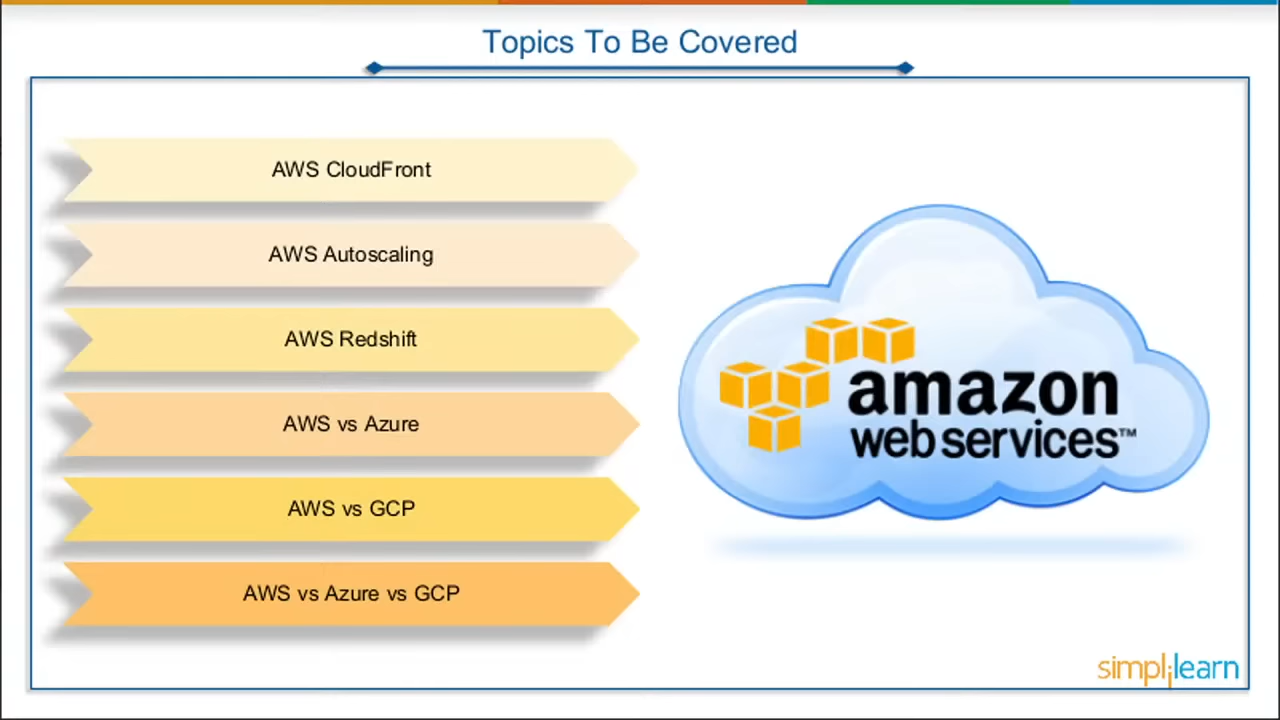 Topics To Be Covered
AWS CloudFront
AWS Autoscaling
AWS Redshift
AWS vs Azure
AWS vs GCP
AWS vs Azure vs GCP
amazon
web services™
simplilearn